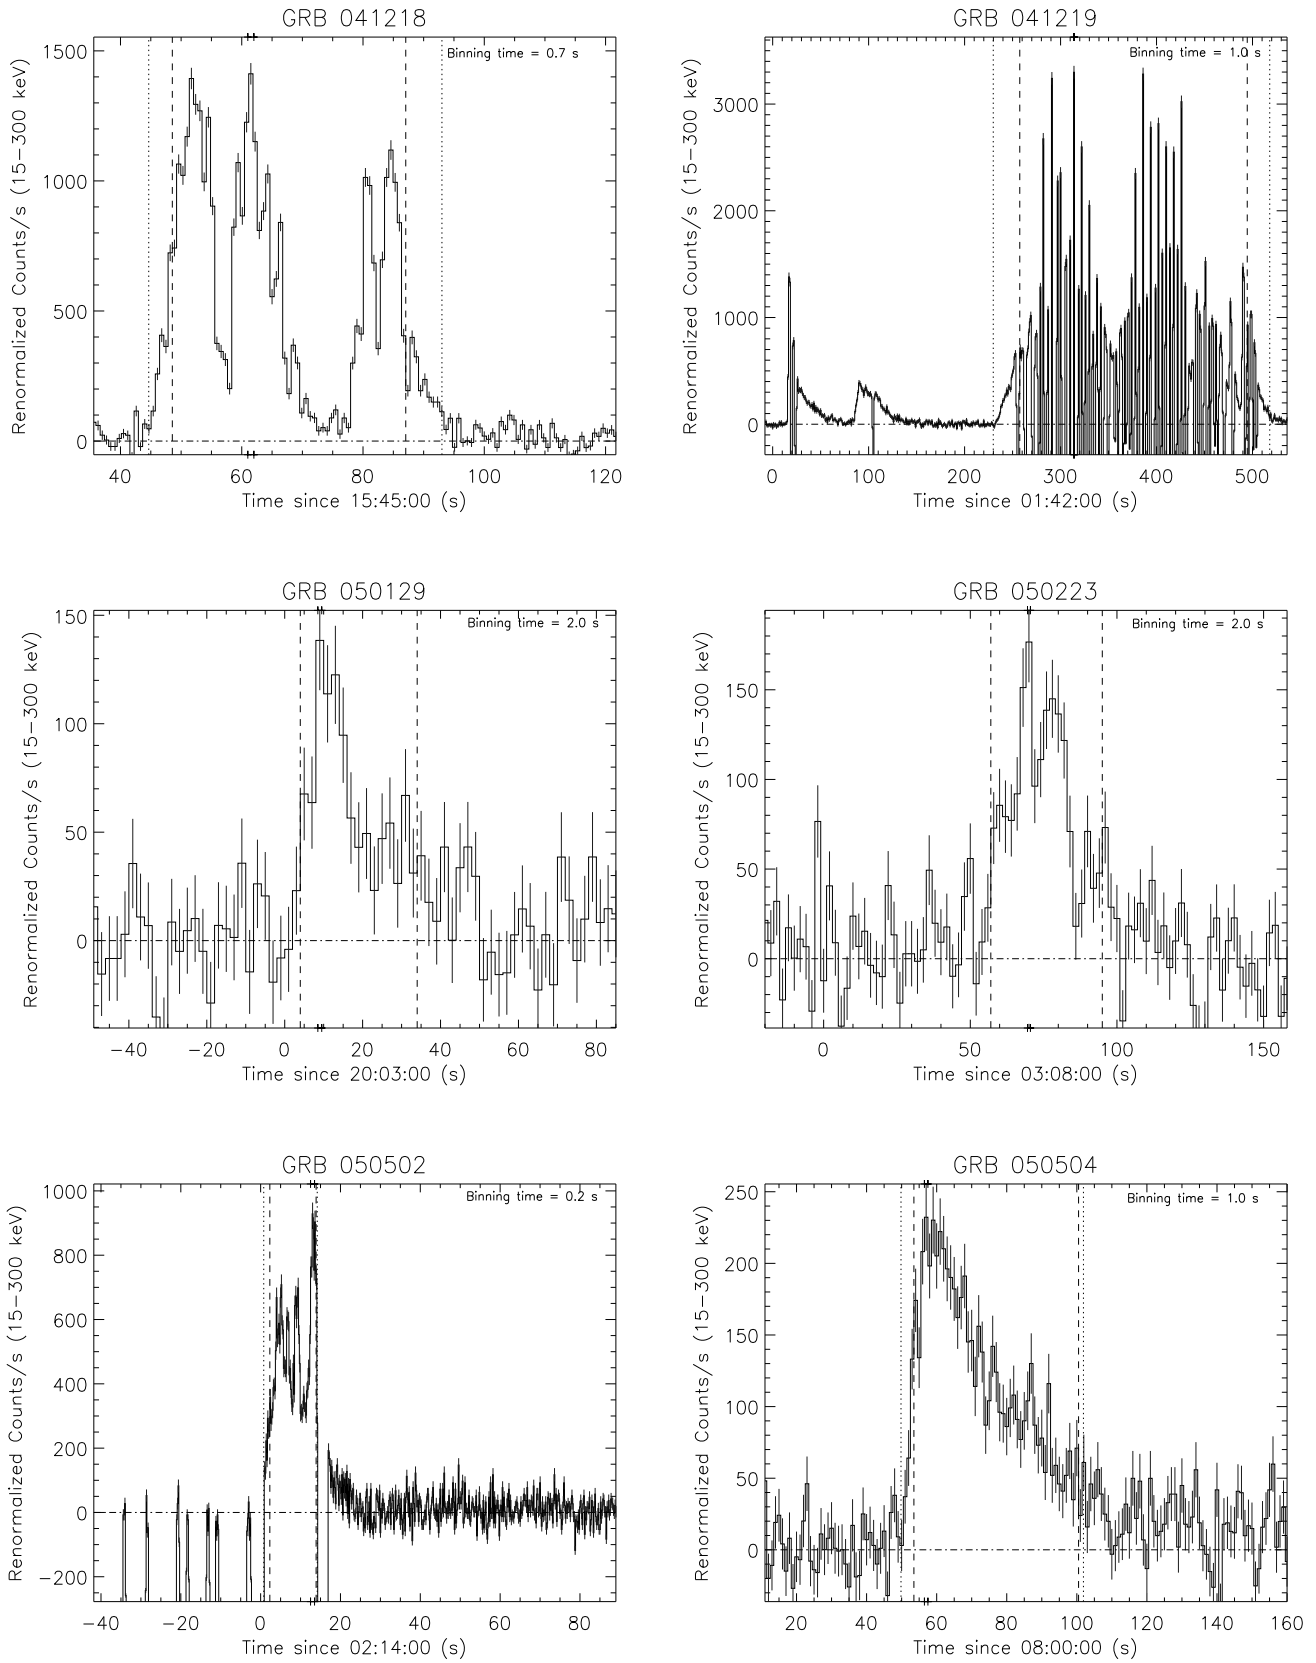 GRB 041218
Binning time = 0.7 s
Renormalized Counts/s (15-300 keV)
1500
1000
500
0
40 60 80 100 120
Time since 15:45:00 (s)
GRB 041219
Binning time = 1.0 s
Renormalized Counts/s (15-300 keV)
3000
2000
1000
0
0 100 200 300 400 500
Time since 01:42:00 (s)
GRB 050129
Binning time = 2.0 s
Renormalized Counts/s (15-300 keV)
150
100
50
0
-40 -20 0 20 40 60 80
Time since 20:03:00 (s)
GRB 050223
Binning time = 2.0 s
Renormalized Counts/s (15-300 keV)
150
100
50
0
0 50 100 150
Time since 03:08:00 (s)
GRB 050502
Binning time = 0.2 s
Renormalized Counts/s (15-300 keV)
1000
800
600
400
200
0
-200
-40 -20 0 20 40 60 80
Time since 02:14:00 (s)
GRB 050504
Binning time = 1.0 s
Renormalized Counts/s (15-300 keV)
250
200
150
100
50
0
20 40 60 80 100 120 140 160
Time since 08:00:00 (s)